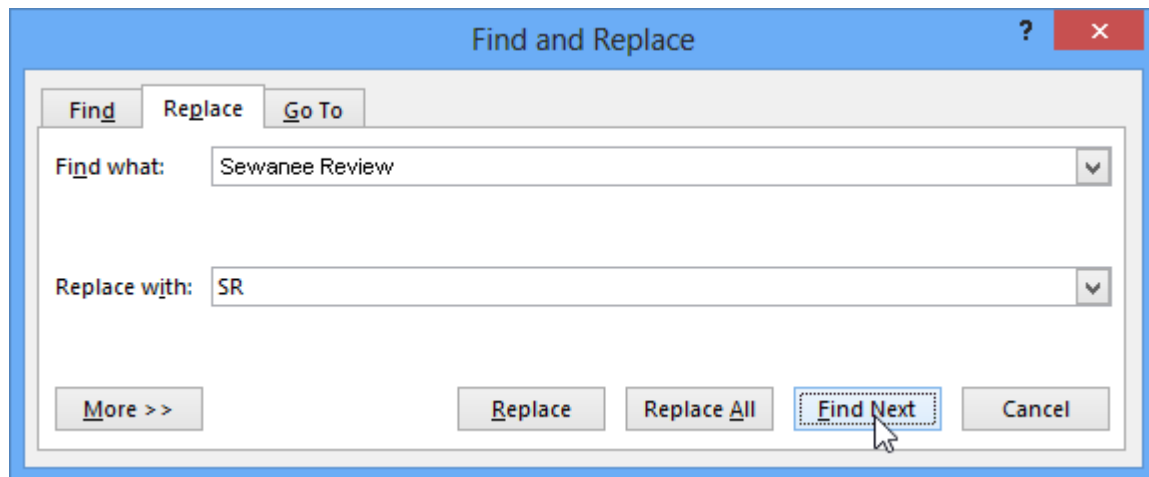 Find and Replace ? ×
Find Replace Go To
Find what: Sewanee Review
Replace with: SR
More >> Replace Replace All Find Next Cancel